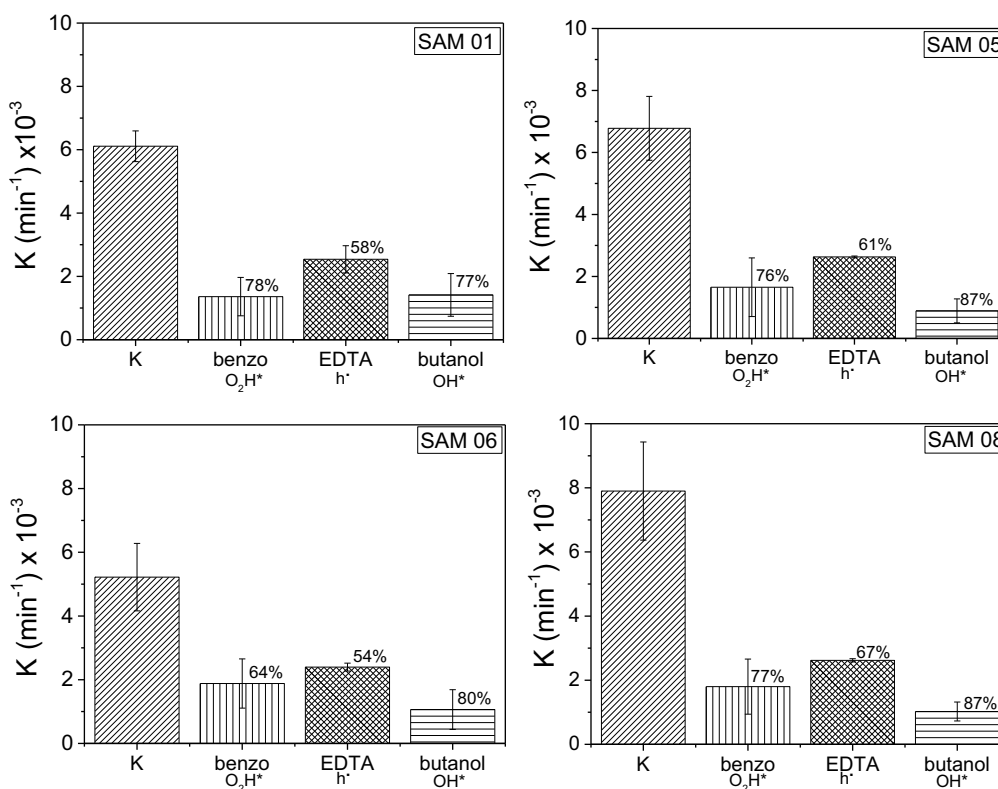 SAM 01
K (min⁻¹) x10⁻³
10
8
6
4
2
0
78%
58%
77%
K benzo EDTA butanol
O₂H* h· OH*
SAM 05
K (min⁻¹) x 10⁻³
10
8
6
4
2
0
76%
61%
87%
K benzo EDTA butanol
O₂H* h· OH*
SAM 06
K (min⁻¹) x 10⁻³
10
8
6
4
2
0
64%
54%
80%
K benzo EDTA butanol
O₂H* h· OH*
SAM 08
K (min⁻¹) x 10⁻³
10
8
6
4
2
0
77%
67%
87%
K benzo EDTA butanol
O₂H* h· OH*